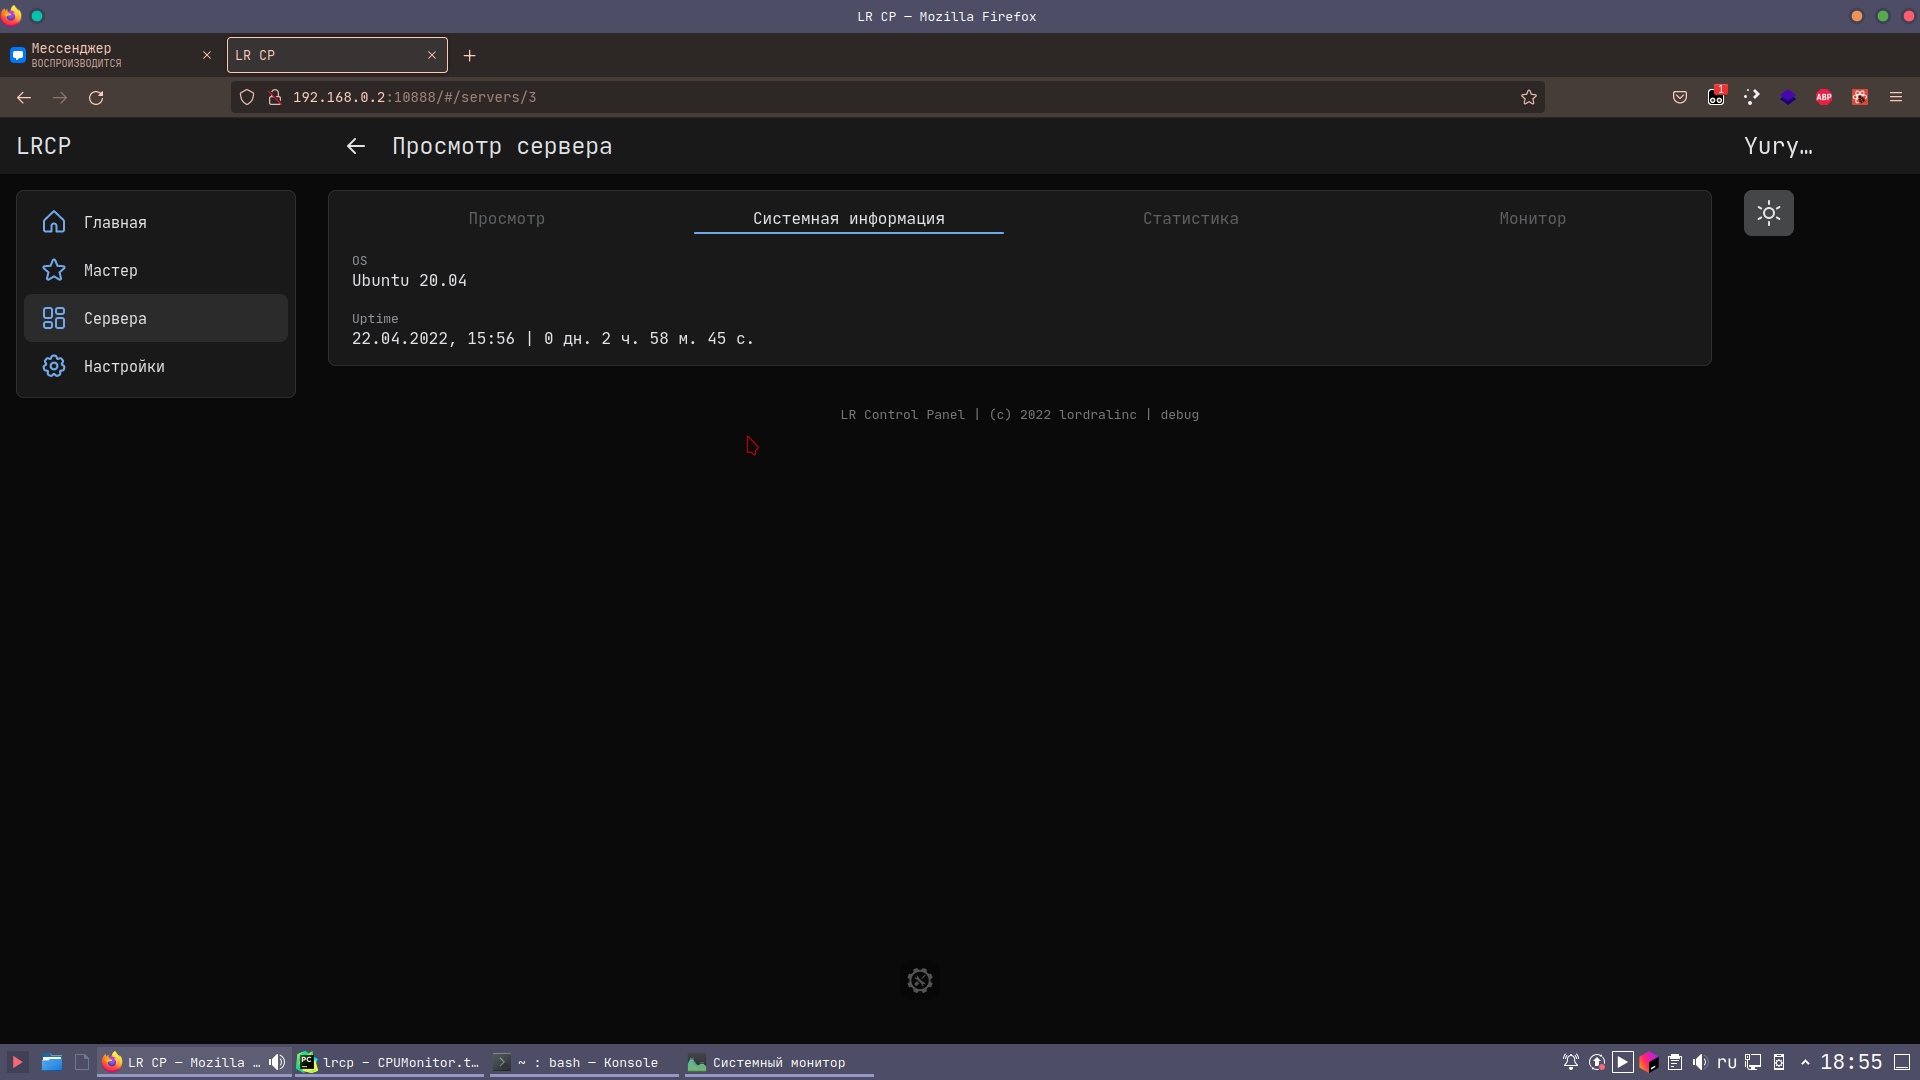 LR CP — Mozilla Firefox
Мессенджер
ВОСПРОИЗВОДИТСЯ
LR CP
192.168.0.2:10888/#/servers/3
1
ABP
LRCP
Просмотр сервера
Yury…
Главная
Мастер
Сервера
Настройки
Просмотр
Системная информация
Статистика
Монитор
OS
Ubuntu 20.04
Uptime
22.04.2022, 15:56 | 0 дн. 2 ч. 58 м. 45 с.
LR Control Panel | (c) 2022 lordralinc | debug
LR CP — Mozilla …
PC
lrcp – CPUMonitor.t…
~ : bash — Konsole
Системный монитор
ru
18:55